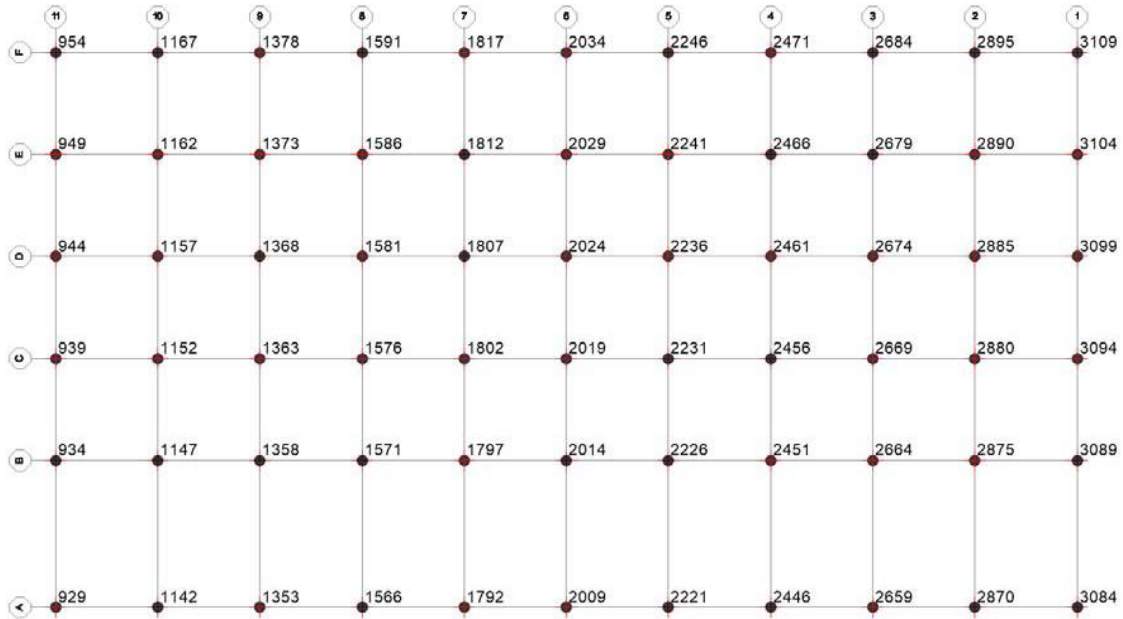 11 10 9 8 7 6 5 4 3 2 1
F 954 1167 1378 1591 1817 2034 2246 2471 2684 2895 3109
E 949 1162 1373 1586 1812 2029 2241 2466 2679 2890 3104
D 944 1157 1368 1581 1807 2024 2236 2461 2674 2885 3099
C 939 1152 1363 1576 1802 2019 2231 2456 2669 2880 3094
B 934 1147 1358 1571 1797 2014 2226 2451 2664 2875 3089
A 929 1142 1353 1566 1792 2009 2221 2446 2659 2870 3084